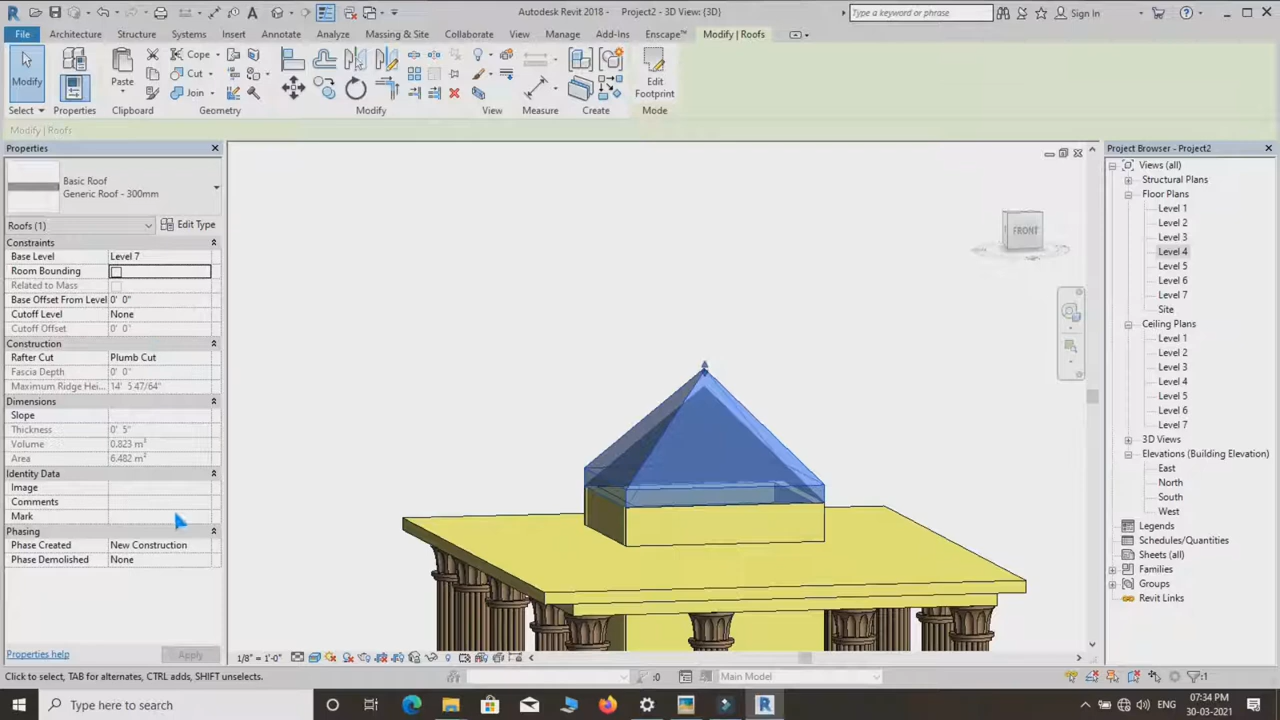 Autodesk Revit 2018 - Project2 - 3D View: {3D}
Type a keyword or phrase
Sign In
File Architecture Structure Systems Insert Annotate Analyze Massing & Site Collaborate View Manage Add-Ins Enscape™ Modify | Roofs
Modify
Paste
Cope
Cut
Join
Edit
Footprint
Select Properties Clipboard Geometry Modify View Measure Create Mode
Modify | Roofs
Properties
Basic Roof
Generic Roof - 300mm
Roofs (1)
Edit Type
Constraints
Base Level Level 7
Room Bounding
Related to Mass
Base Offset From Level 0' 0"
Cutoff Level None
Cutoff Offset 0' 0"
Construction
Rafter Cut Plumb Cut
Fascia Depth 0' 0"
Maximum Ridge Hei... 14' 5.47/64"
Dimensions
Slope
Thickness 0' 5"
Volume 0.823 m³
Area 6.482 m²
Identity Data
Image
Comments
Mark
Phasing
Phase Created New Construction
Phase Demolished None
Properties help
Apply
FRONT
1/8" = 1'-0"
Project Browser - Project2
Views (all)
Structural Plans
Floor Plans
Level 1
Level 2
Level 3
Level 4
Level 5
Level 6
Level 7
Site
Ceiling Plans
Level 1
Level 2
Level 3
Level 4
Level 5
Level 6
Level 7
3D Views
Elevations (Building Elevation)
East
North
South
West
Legends
Schedules/Quantities
Sheets (all)
Families
Groups
Revit Links
Click to select, TAB for alternates, CTRL adds, SHIFT unselects.
:0
Main Model
:1
Type here to search
ENG
07:34 PM
30-03-2021